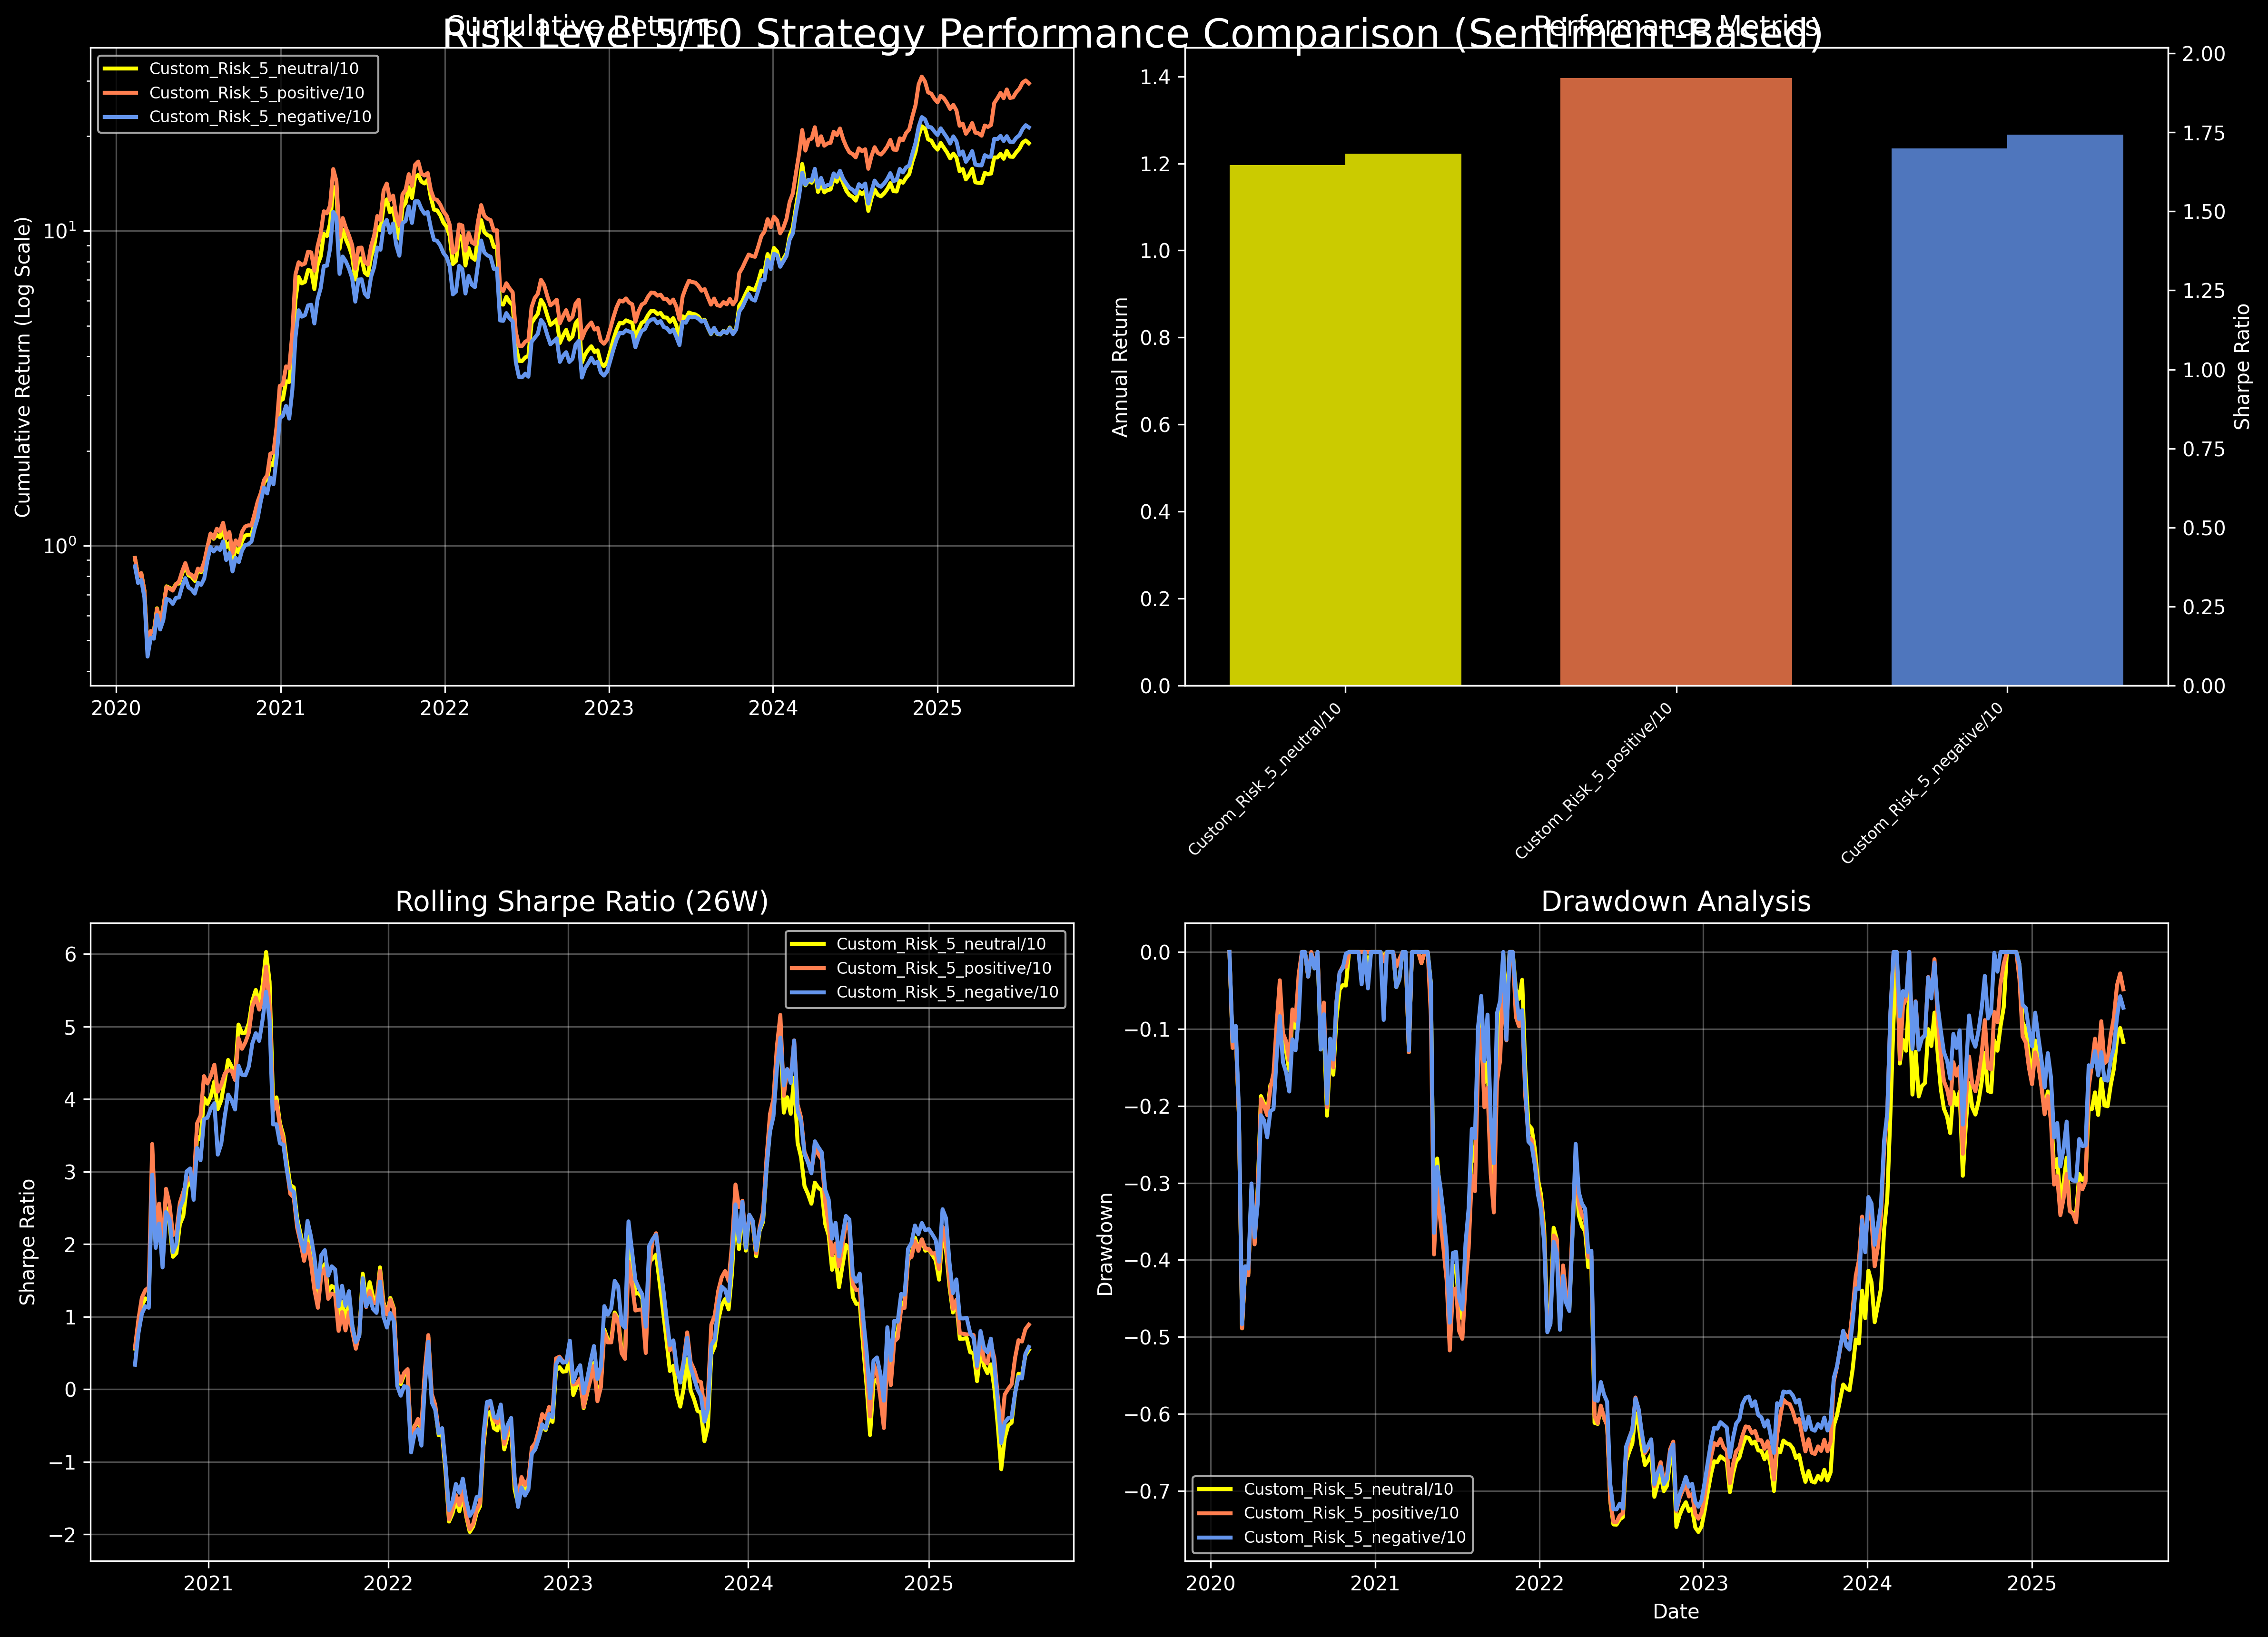 Risk Level 5/10 Strategy Performance Comparison (Sentiment-Based)
Cumulative Returns
Custom_Risk_5_neutral/10
Custom_Risk_5_positive/10
Custom_Risk_5_negative/10
Cumulative Return (Log Scale)
10¹
10⁰
2020 2021 2022 2023 2024 2025
Performance Metrics
Annual Return
1.4
1.2
1.0
0.8
0.6
0.4
0.2
0.0
Sharpe Ratio
2.00
1.75
1.50
1.25
1.00
0.75
0.50
0.25
0.00
Custom_Risk_5_neutral/10
Custom_Risk_5_positive/10
Custom_Risk_5_negative/10
Rolling Sharpe Ratio (26W)
Custom_Risk_5_neutral/10
Custom_Risk_5_positive/10
Custom_Risk_5_negative/10
Sharpe Ratio
6
5
4
3
2
1
0
−1
−2
2021 2022 2023 2024 2025
Drawdown Analysis
Drawdown
0.0
−0.1
−0.2
−0.3
−0.4
−0.5
−0.6
−0.7
Custom_Risk_5_neutral/10
Custom_Risk_5_positive/10
Custom_Risk_5_negative/10
2020 2021 2022 2023 2024 2025
Date